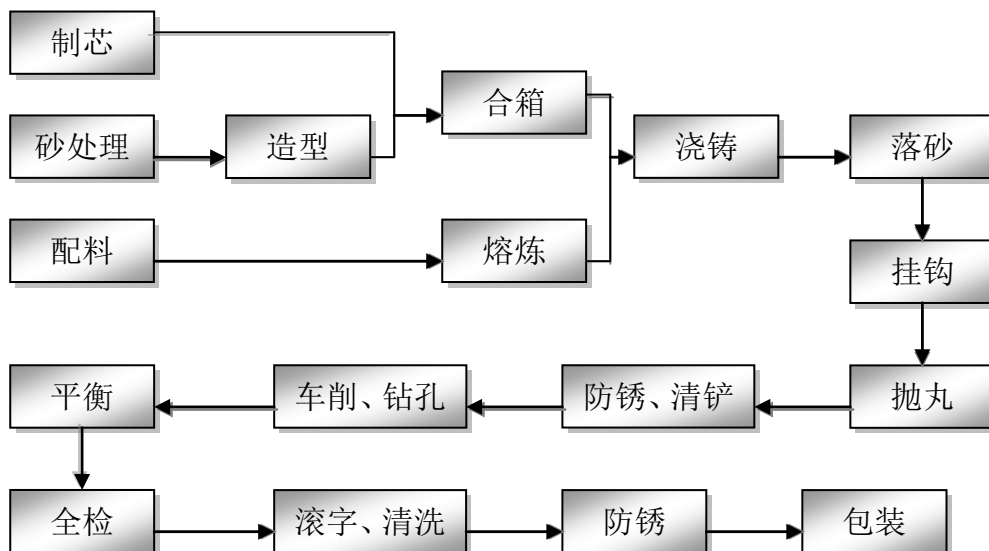 制芯
合箱
砂处理
造型
浇铸
落砂
配料
熔炼
挂钩
平衡
车削、钻孔
防锈、清铲
抛丸
全检
滚字、清洗
防锈
包装